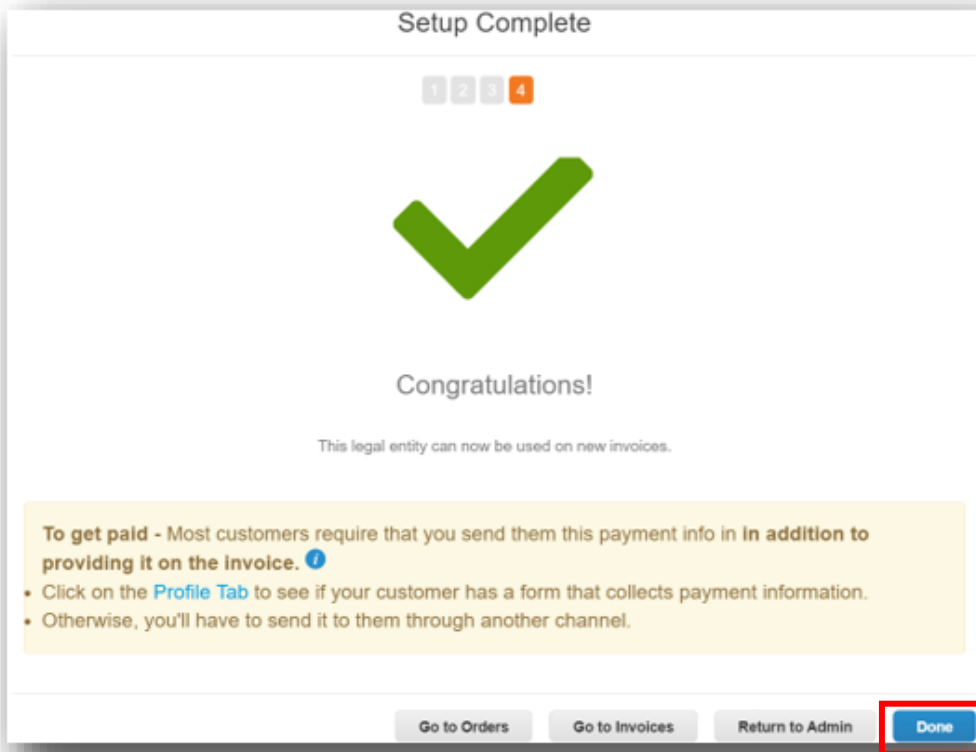 Setup Complete
1 2 3 4
Congratulations!
This legal entity can now be used on new invoices.
To get paid - Most customers require that you send them this payment info in in addition to
providing it on the invoice. i
• Click on the Profile Tab to see if your customer has a form that collects payment information.
• Otherwise, you'll have to send it to them through another channel.
Go to Orders Go to Invoices Return to Admin Done